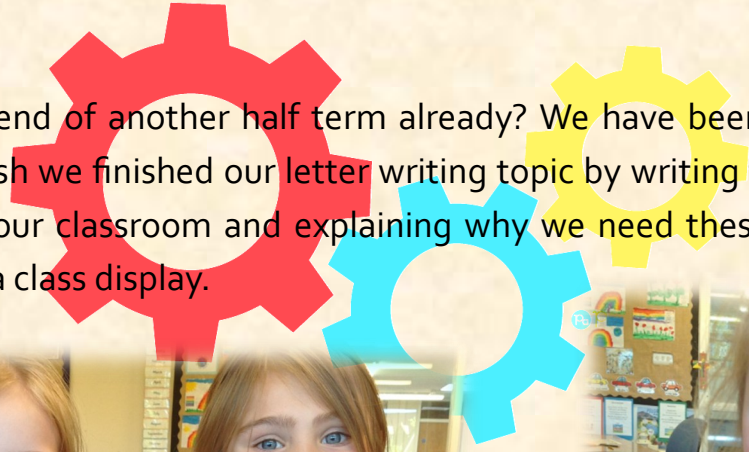 end of another half term already? We have been
sh we finished our letter writing topic by writing
our classroom and explaining why we need thes
a class display.